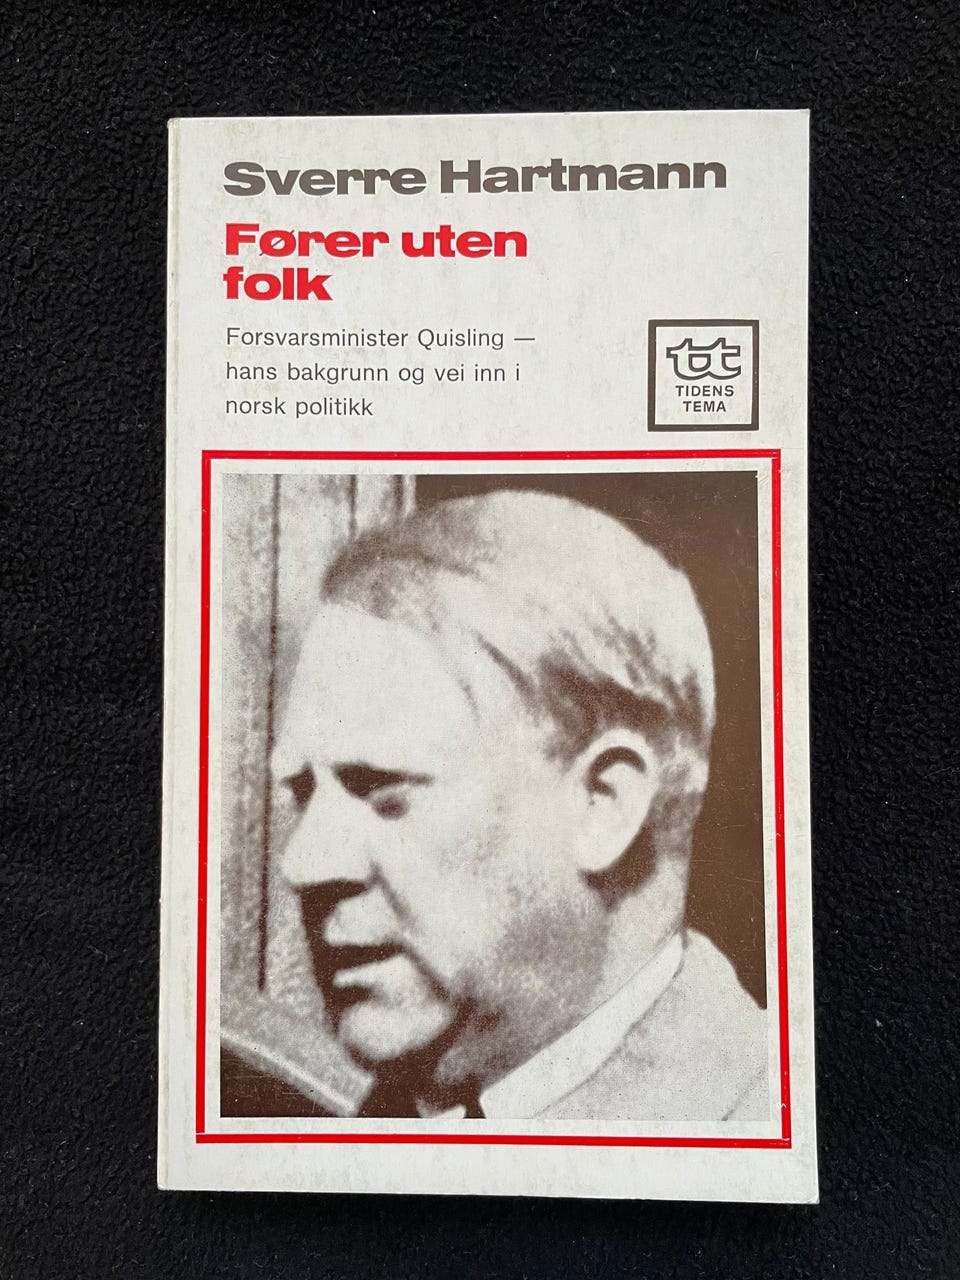 Sverre Hartmann
Fører uten
folk
Forsvarsminister Quisling —
hans bakgrunn og vei inn i
norsk politikk
tt
TIDENS
TEMA